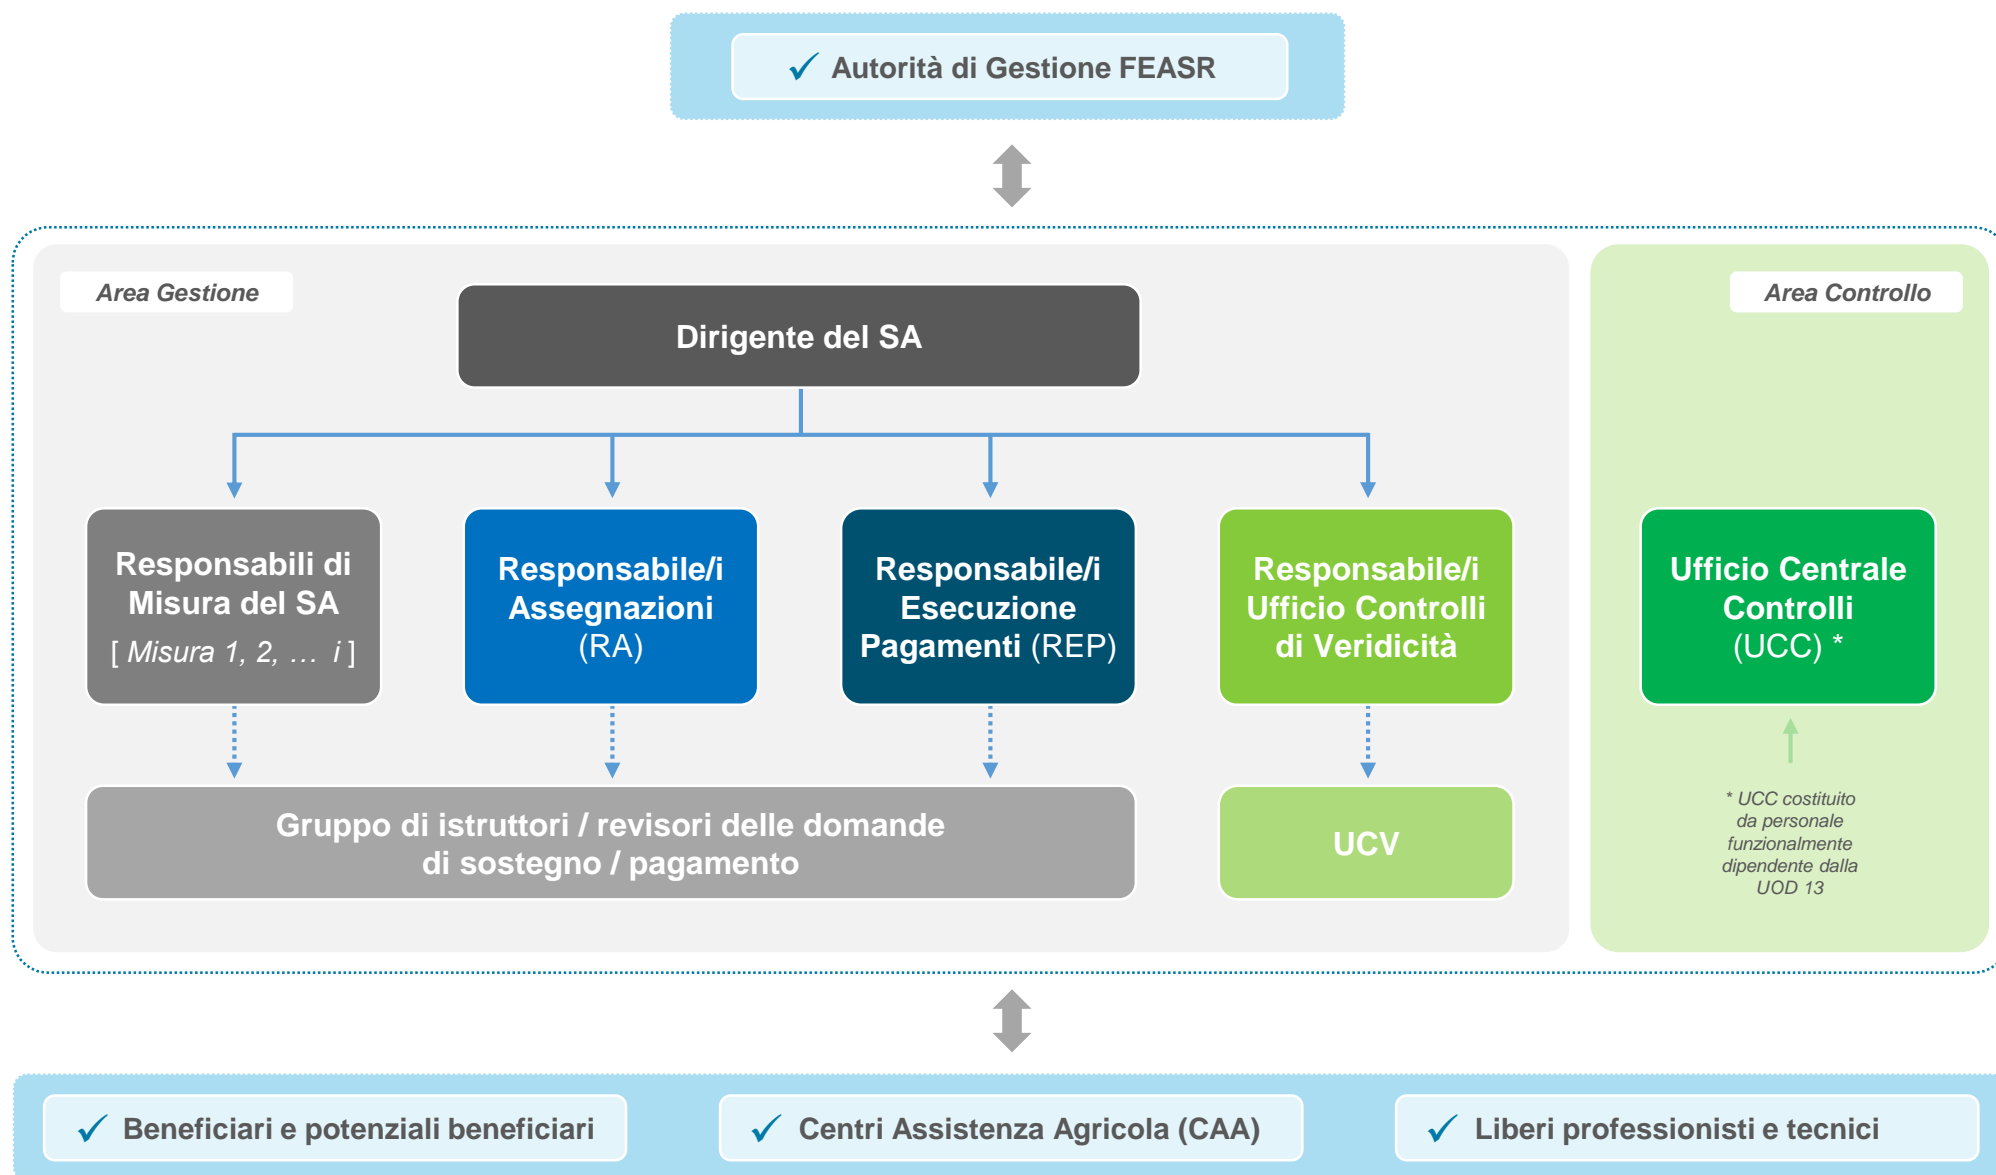 Autorità di Gestione FEASR
Area Gestione
Area Controllo
Dirigente del SA
Responsabili di
Misura del SA
[ Misura 1, 2, … i ]
Responsabile/i
Assegnazioni
(RA)
Responsabile/i
Esecuzione
Pagamenti (REP)
Responsabile/i
Ufficio Controlli
di Veridicità
Ufficio Centrale
Controlli
(UCC) *
Gruppo di istruttori / revisori delle domande
di sostegno / pagamento
UCV
* UCC costituito
da personale
funzionalmente
dipendente dalla
UOD 13
Beneficiari e potenziali beneficiari
Centri Assistenza Agricola (CAA)
Liberi professionisti e tecnici